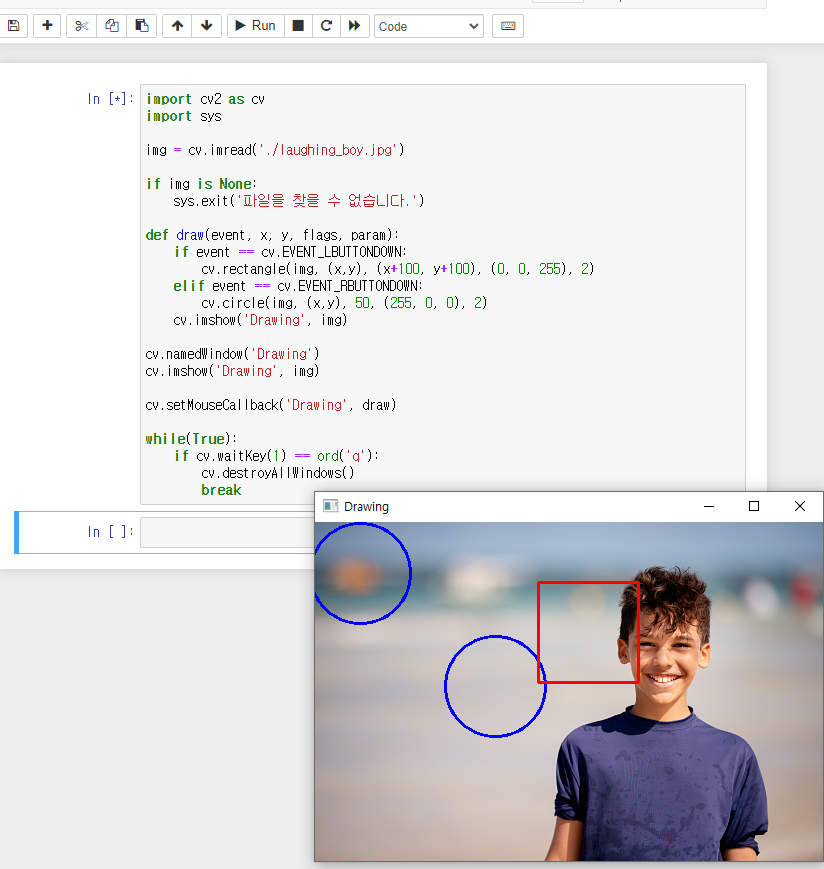 Run
Code
In [*]:
import cv2 as cv
import sys
img = cv.imread('./laughing_boy.jpg')
if img is None:
    sys.exit('파일을 찾을 수 없습니다.')
def draw(event, x, y, flags, param):
    if event == cv.EVENT_LBUTTONDOWN:
        cv.rectangle(img, (x,y), (x+100, y+100), (0, 0, 255), 2)
    elif event == cv.EVENT_RBUTTONDOWN:
        cv.circle(img, (x,y), 50, (255, 0, 0), 2)
    cv.imshow('Drawing', img)
cv.namedWindow('Drawing')
cv.imshow('Drawing', img)
cv.setMouseCallback('Drawing', draw)
while(True):
    if cv.waitKey(1) == ord('q'):
        cv.destroyAllWindows()
        break
In [ ]:
Drawing